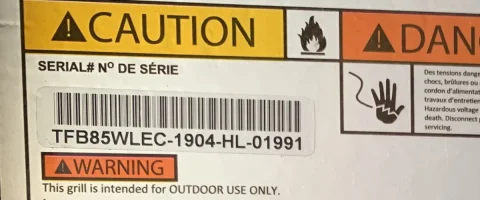 ⚠CAUTION
⚠DANG
SERIAL# Nº DE SÉRIE
TFB85WLEC-1904-HL-01991
⚠WARNING
This grill is intended for OUTDOOR USE ONLY.
Des tensions dange
chocs, brûlures ou
cordon d'alimentat
travaux d'entretien
Hazardous voltage
death. Disconnect p
servicing.